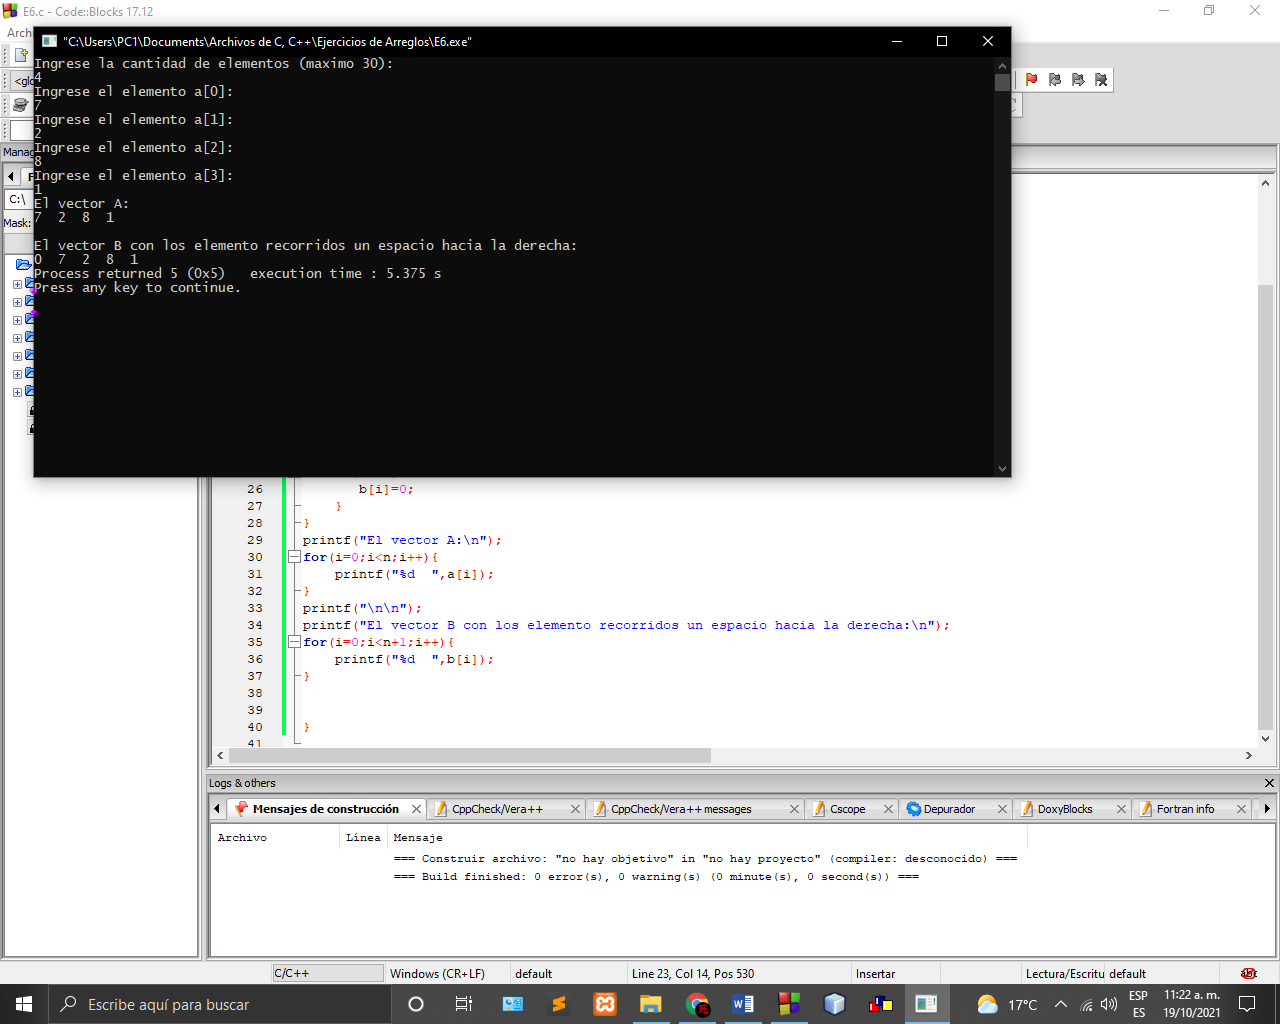 E6.c - Code::Blocks 17.12
Archi
"C:\Users\PC1\Documents\Archivos de C, C++\Ejercicios de Arreglos\E6.exe"
Ingrese la cantidad de elementos (maximo 30):
4
Ingrese el elemento a[0]:
7
Ingrese el elemento a[1]:
2
Ingrese el elemento a[2]:
8
Ingrese el elemento a[3]:
1
El vector A:
7  2  8  1
El vector B con los elemento recorridos un espacio hacia la derecha:
0  7  2  8  1
Process returned 5 (0x5)   execution time : 5.375 s
Press any key to continue.
<glo
Manag
C:\
Mask:
26 b[i]=0;
27 }
28 }
29 printf("El vector A:\n");
30 for(i=0;i<n;i++){
31 printf("%d  ",a[i]);
32 }
33 printf("\n\n");
34 printf("El vector B con los elemento recorridos un espacio hacia la derecha:\n");
35 for(i=0;i<n+1;i++){
36 printf("%d  ",b[i]);
37 }
38
39
40 }
41
Logs & others
Mensajes de construcción CppCheck/Vera++ CppCheck/Vera++ messages Cscope Depurador DoxyBlocks Fortran info
Archivo Línea Mensaje
=== Construir archivo: "no hay objetivo" in "no hay proyecto" (compiler: desconocido) ===
=== Build finished: 0 error(s), 0 warning(s) (0 minute(s), 0 second(s)) ===
C/C++ Windows (CR+LF) default Line 23, Col 14, Pos 530 Insertar Lectura/Escritu default
Escribe aquí para buscar
17°C
ESP
ES
11:22 a. m.
19/10/2021